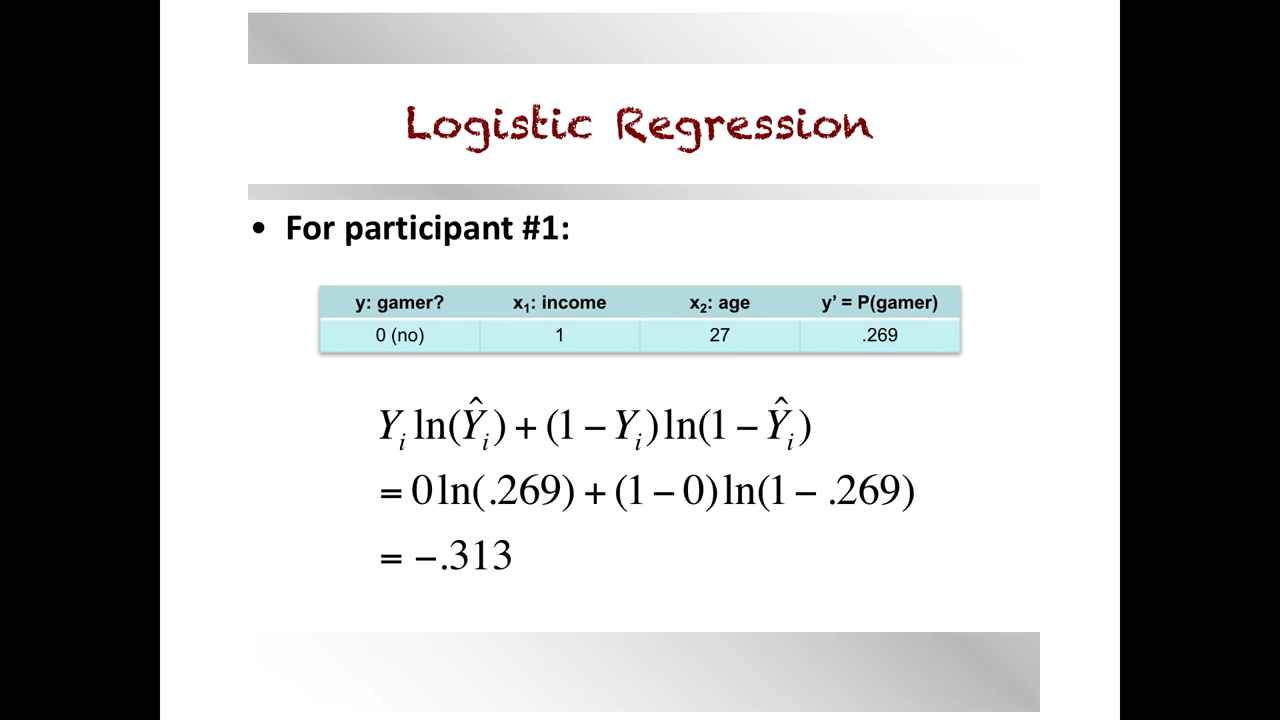 Logistic Regression
• For participant #1:
y: gamer? x₁: income x₂: age y’ = P(gamer)
0 (no) 1 27 .269
Yᵢ ln(Ŷᵢ) + (1 − Yᵢ) ln(1 − Ŷᵢ)
= 0 ln(.269) + (1 − 0) ln(1 − .269)
= −.313